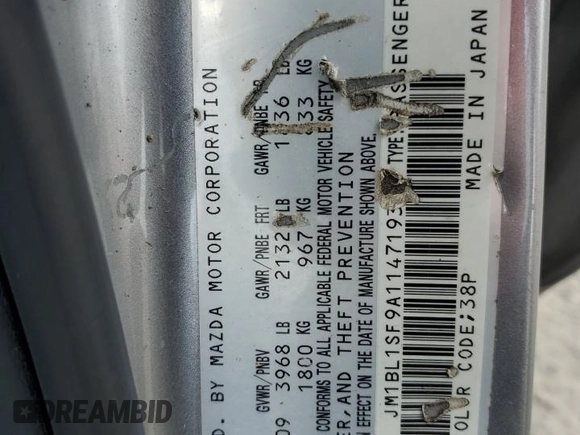 D. BY MAZDA MOTOR CORPORATION
GVWR/PNBV GAWR/PNBE FRT GAWR/PNBE
09 3968 LB 2132 LB LB
1800 KG 967 KG KG
CONFORMS TO ALL APPLICABLE FEDERAL MOTOR VEHICLE SAFETY,
ER,AND THEFT PREVENTION
IN EFFECT ON THE DATE OF MANUFACTURE SHOWN ABOVE.
JM1BL1SF9A1147193 TYPE
OLOR CODE;38P MADE IN JAPAN
DREAMBID